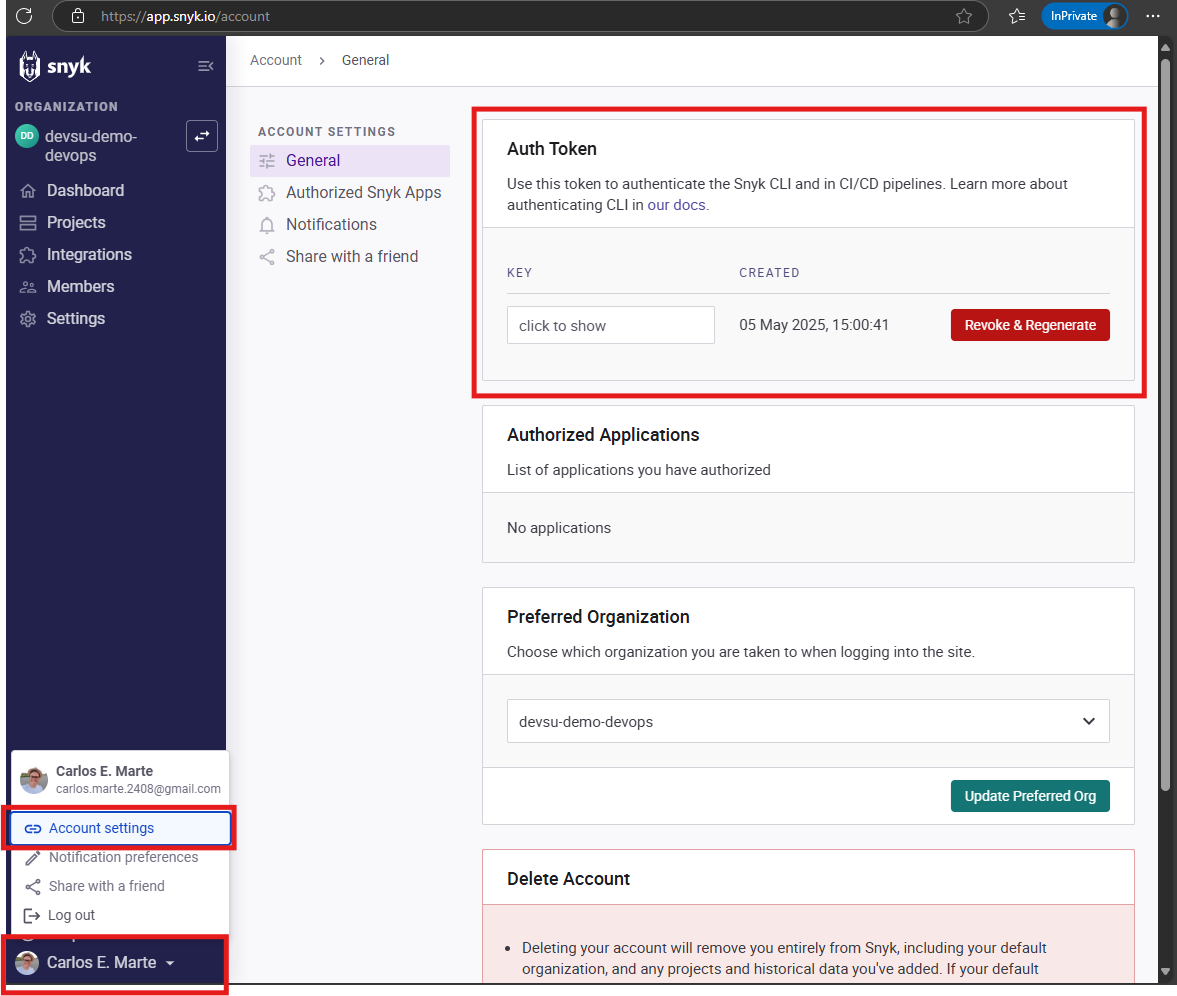 https://app.snyk.io/account
InPrivate
snyk
ORGANIZATION
DD
devsu-demo-
devops
Dashboard
Projects
Integrations
Members
Settings
Carlos E. Marte
carlos.marte.2408@gmail.com
Account settings
Notification preferences
Share with a friend
Log out
Carlos E. Marte
Account > General
ACCOUNT SETTINGS
General
Authorized Snyk Apps
Notifications
Share with a friend
Auth Token
Use this token to authenticate the Snyk CLI and in CI/CD pipelines. Learn more about
authenticating CLI in our docs.
KEY CREATED
click to show 05 May 2025, 15:00:41 Revoke & Regenerate
Authorized Applications
List of applications you have authorized
No applications
Preferred Organization
Choose which organization you are taken to when logging into the site.
devsu-demo-devops
Update Preferred Org
Delete Account
• Deleting your account will remove you entirely from Snyk, including your default
organization, and any projects and historical data you've added. If your default